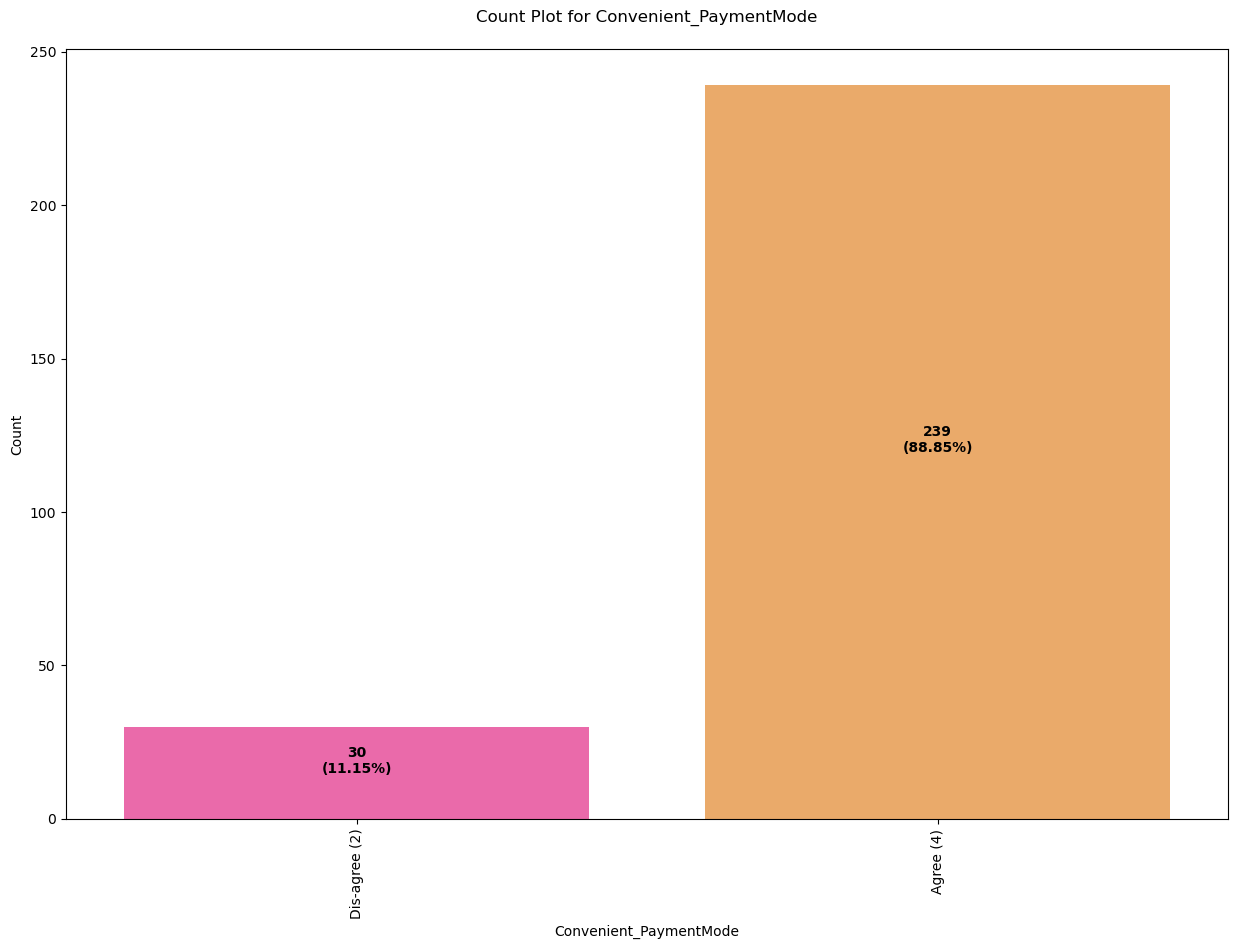 Count Plot for Convenient_PaymentMode
250
200
150
100
50
0
Count
239
(88.85%)
30
(11.15%)
Dis-agree (2)
Agree (4)
Convenient_PaymentMode